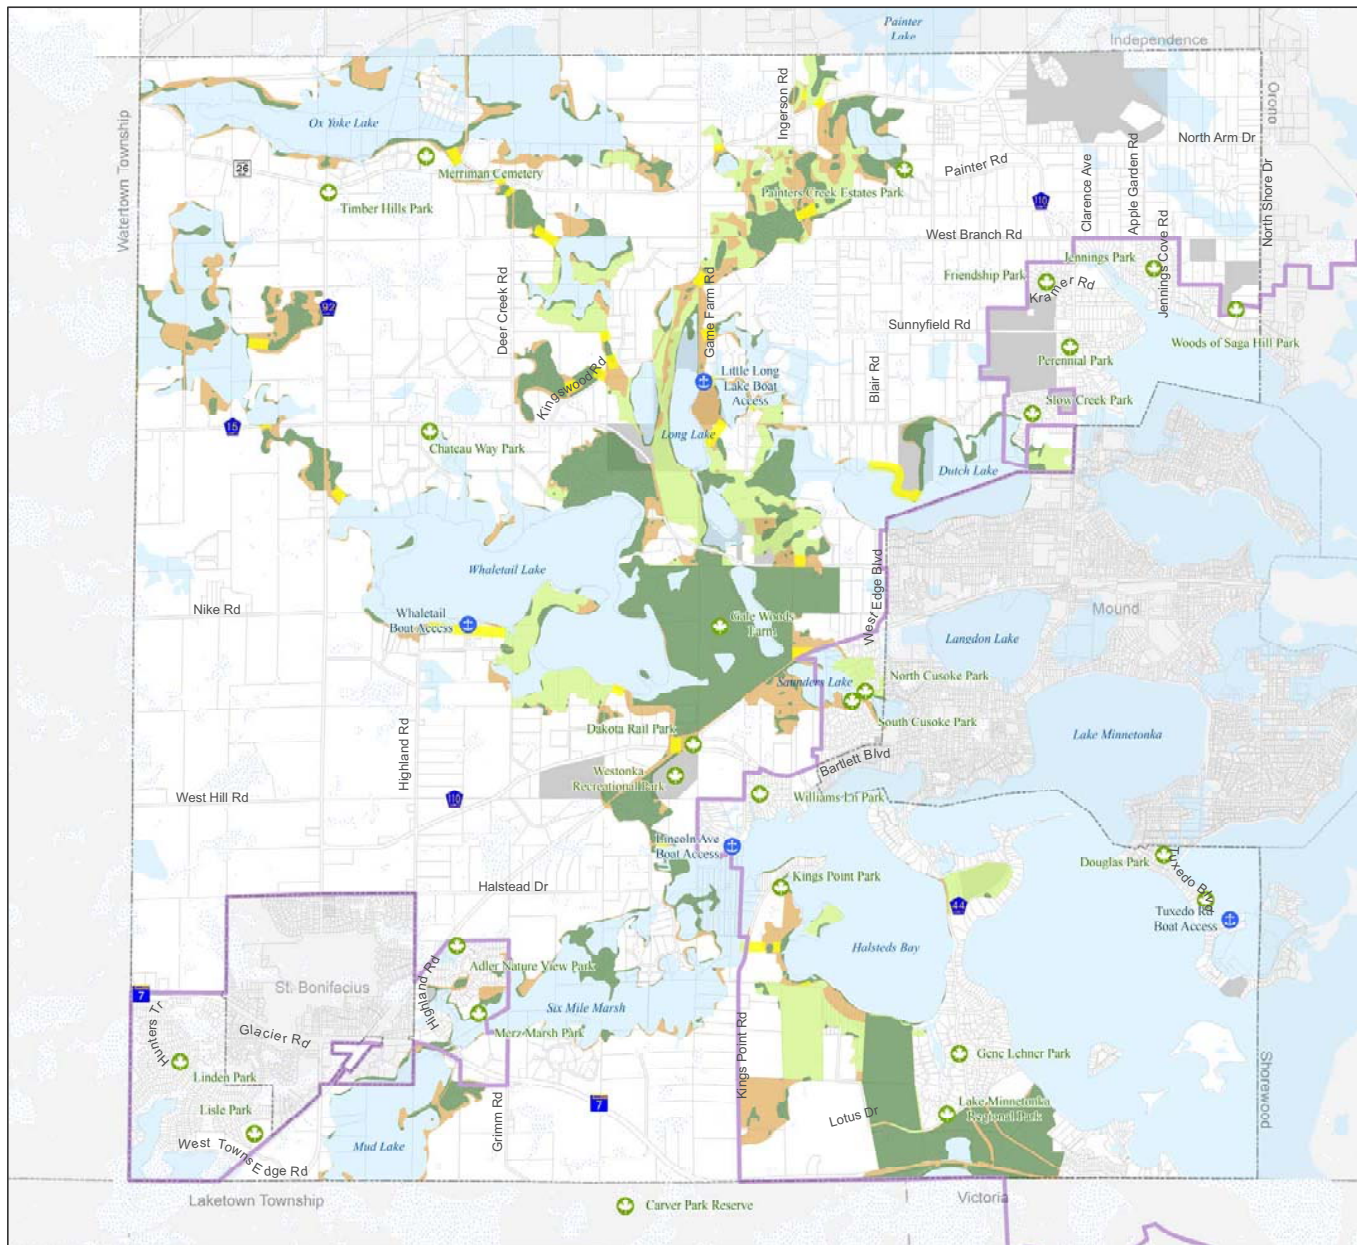 Painter
Lake
Independence
Orono
Ingerson Rd
Watertown Township
Ox Yoke Lake
North Arm Dr
26
Merriman Cemetery
Painter Rd
Clarence Ave
Apple Garden Rd
North Shore Dr
Timber Hills Park
Painters Creek Estates Park
110
West Branch Rd
Jennings Park
Jennings Cove Rd
Friendship Park
Kramer Rd
Deer Creek Rd
Game Farm Rd
92
Sunnyfield Rd
Woods of Saga Hill Park
Perennial Park
Kingswood Rd
Little Long
Lake Boat
Access
Blair Rd
Slow Creek Park
15
Chateau Way Park
Long Lake
Dutch Lake
Whaletail Lake
West Edge Blvd
Nike Rd
Whaletail
Boat Access
Gale Woods
Farm
Mound
Langdon Lake
Saunders Lake
North Cusoke Park
South Cusoke Park
Highland Rd
Dakota Rail Park
Lake Minnetonka
Westonka
Recreational Park
Bartlett Blvd
West Hill Rd
110
Williams Ln Park
Lincoln Ave
Boat Access
Douglas Park
Tuxedo Blvd
Halstead Dr
Kings Point Park
44
Tuxedo Rd
Boat Access
Adler Nature View Park
Halsteds Bay
Highland Rd
St. Bonifacius
7
Six Mile Marsh
Hunters Tr
Glacier Rd
Merz Marsh Park
Kings Point Rd
Linden Park
Gene Lehner Park
Shorewood
7
Lisle Park
Grimm Rd
Lotus Dr
Lake Minnetonka
Regional Park
West Towns Edge Rd
Mud Lake
Laketown Township
Carver Park Reserve
Victoria